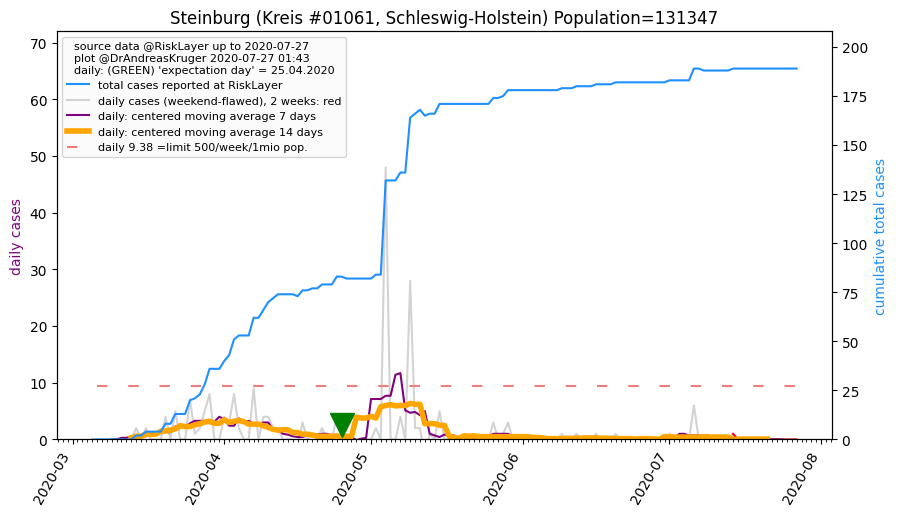 Steinburg (Kreis #01061, Schleswig-Holstein) Population=131347
source data @RiskLayer up to 2020-07-27
plot @DrAndreasKruger 2020-07-27 01:43
daily: (GREEN) 'expectation day' = 25.04.2020
total cases reported at RiskLayer
daily cases (weekend-flawed), 2 weeks: red
daily: centered moving average 7 days
daily: centered moving average 14 days
daily 9.38 =limit 500/week/1mio pop.
daily cases
70
60
50
40
30
20
10
0
cumulative total cases
200
175
150
125
100
75
50
25
0
2020-03
2020-04
2020-05
2020-06
2020-07
2020-08